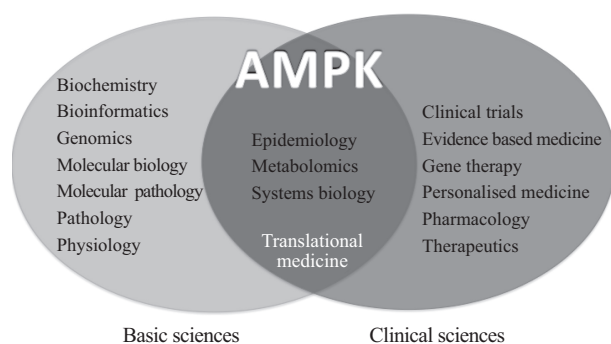 AMPK
Biochemistry
Bioinformatics
Genomics
Molecular biology
Molecular pathology
Pathology
Physiology
Epidemiology
Metabolomics
Systems biology
Translational
medicine
Clinical trials
Evidence based medicine
Gene therapy
Personalised medicine
Pharmacology
Therapeutics
Basic sciences
Clinical sciences